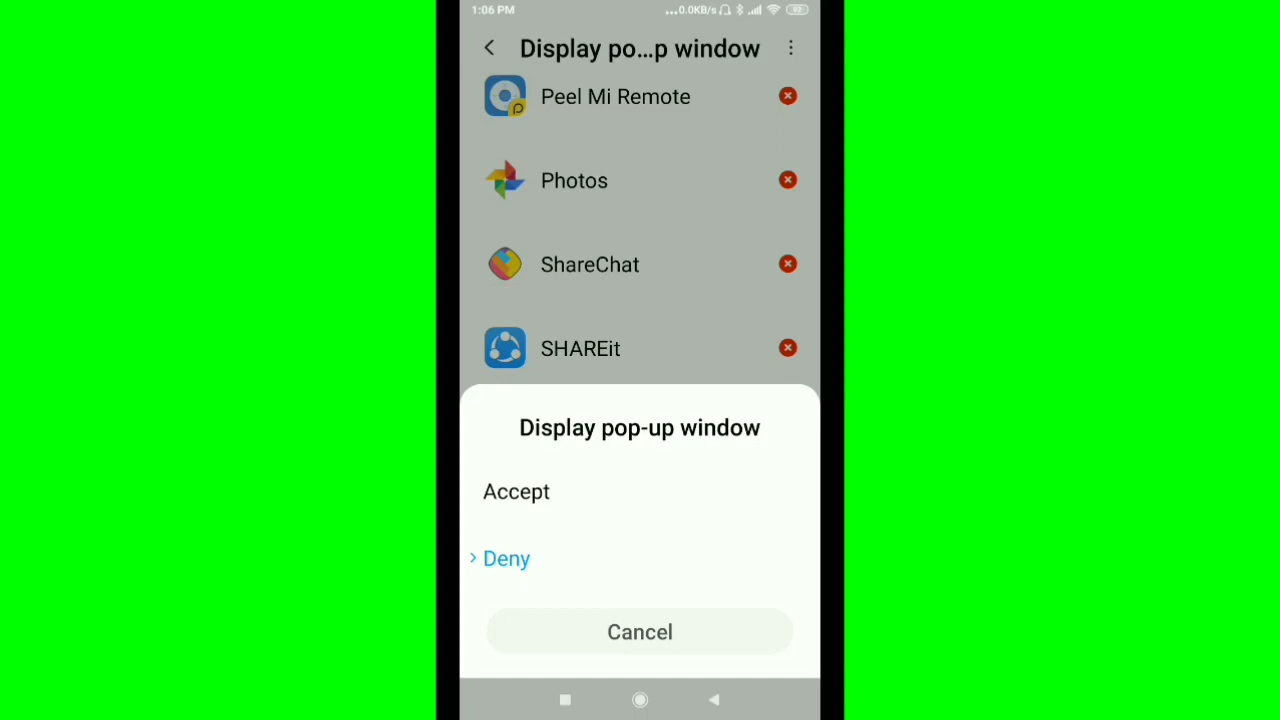 1:06 PM ...0.0KB/s 92
Display po...p window
Peel Mi Remote
Photos
ShareChat
SHAREit
Display pop-up window
Accept
Deny
Cancel